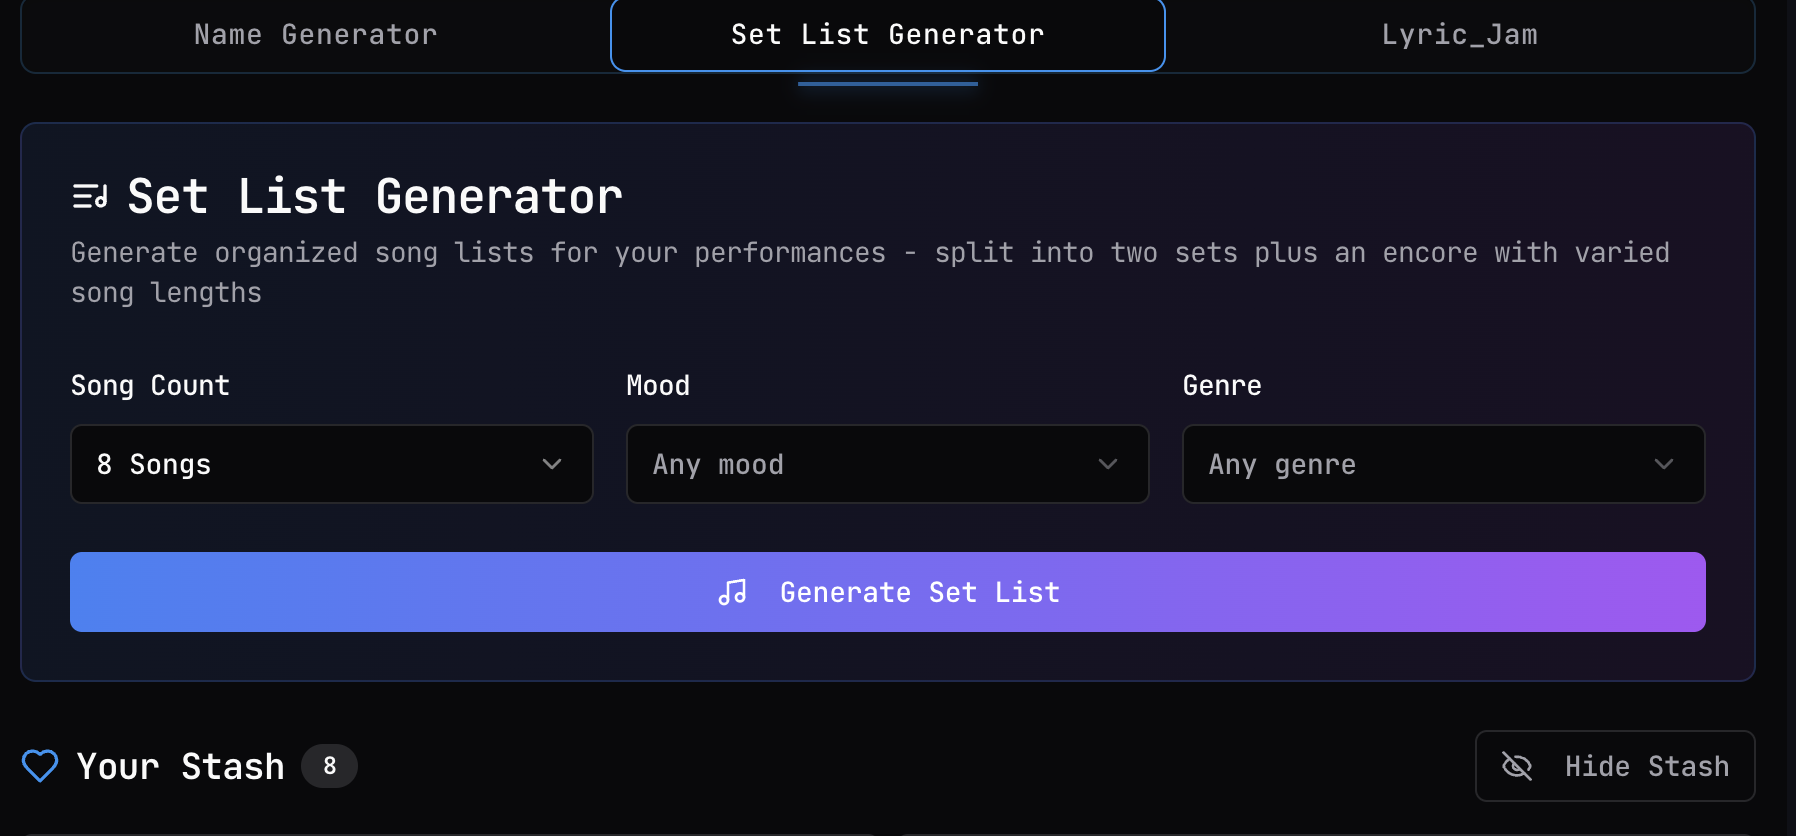 Name Generator
Set List Generator
Lyric_Jam
Set List Generator
Generate organized song lists for your performances - split into two sets plus an encore with varied
song lengths
Song Count
Mood
Genre
8 Songs
Any mood
Any genre
Generate Set List
Your Stash
8
Hide Stash